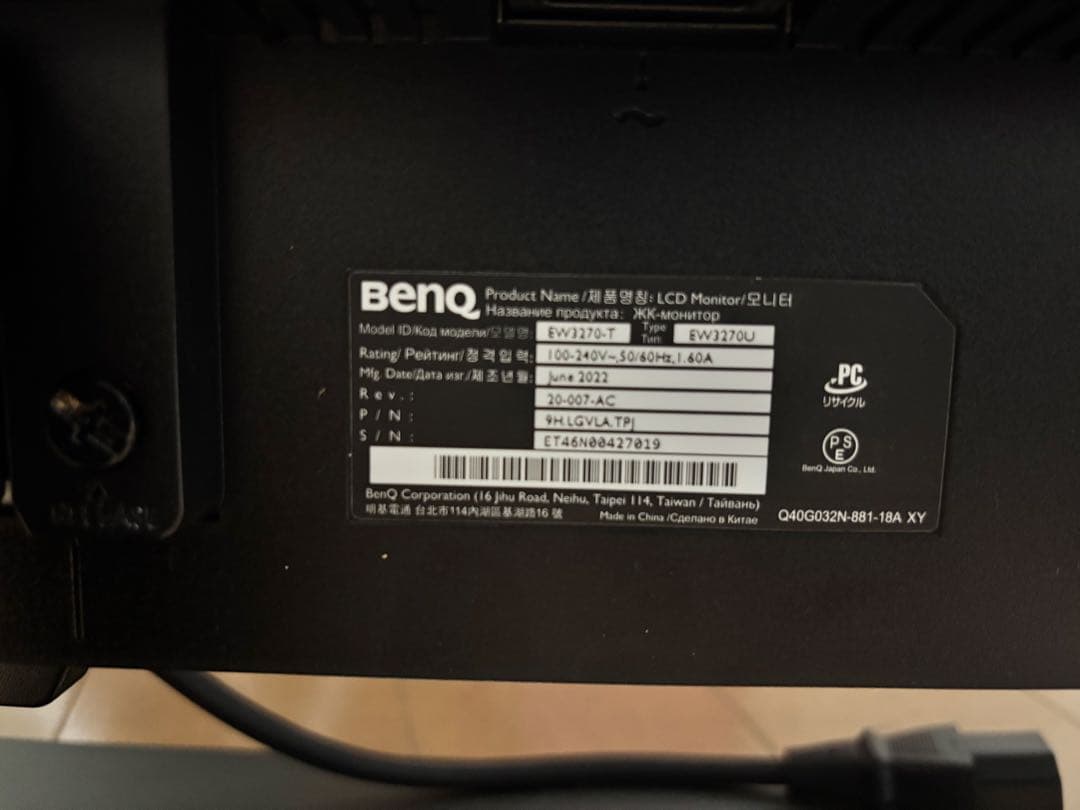 BenQ
Product Name /제품명칭: LCD Monitor/모니터
Название продукта: ЖК-монитор
Model ID/Код модели/모델명: EW3270-T Type Тип: EW3270U
Rating/ Рейтинг/ 정격입력: 100-240V~,50/60Hz,1.60A
Mfg. Date/Дата изг./제조년월: June 2022
Rev.: 20-007-AC
P/N: 9H.LGVLA.TPJ
S/N: ET46N00427019
BenQ Corporation (16 Jihu Road, Neihu, Taipei 114, Taiwan / Тайвань)
明基電通 台北市114內湖區基湖路16 號 Made in China /Сделано в Китае
PC
リサイクル
PSE
BenQ Japan Co., Ltd.
Q40G032N-881-18A XY